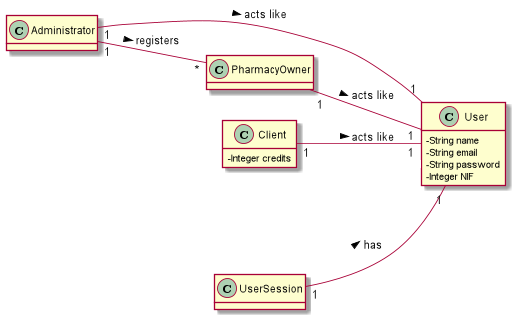 acts like
C Administrator
1
1
registers
*
C PharmacyOwner
1
acts like
1
C User
-String name
-String email
-String password
-Integer NIF
C Client
-Integer credits
1
acts like
1
1
1
has
C UserSession
1